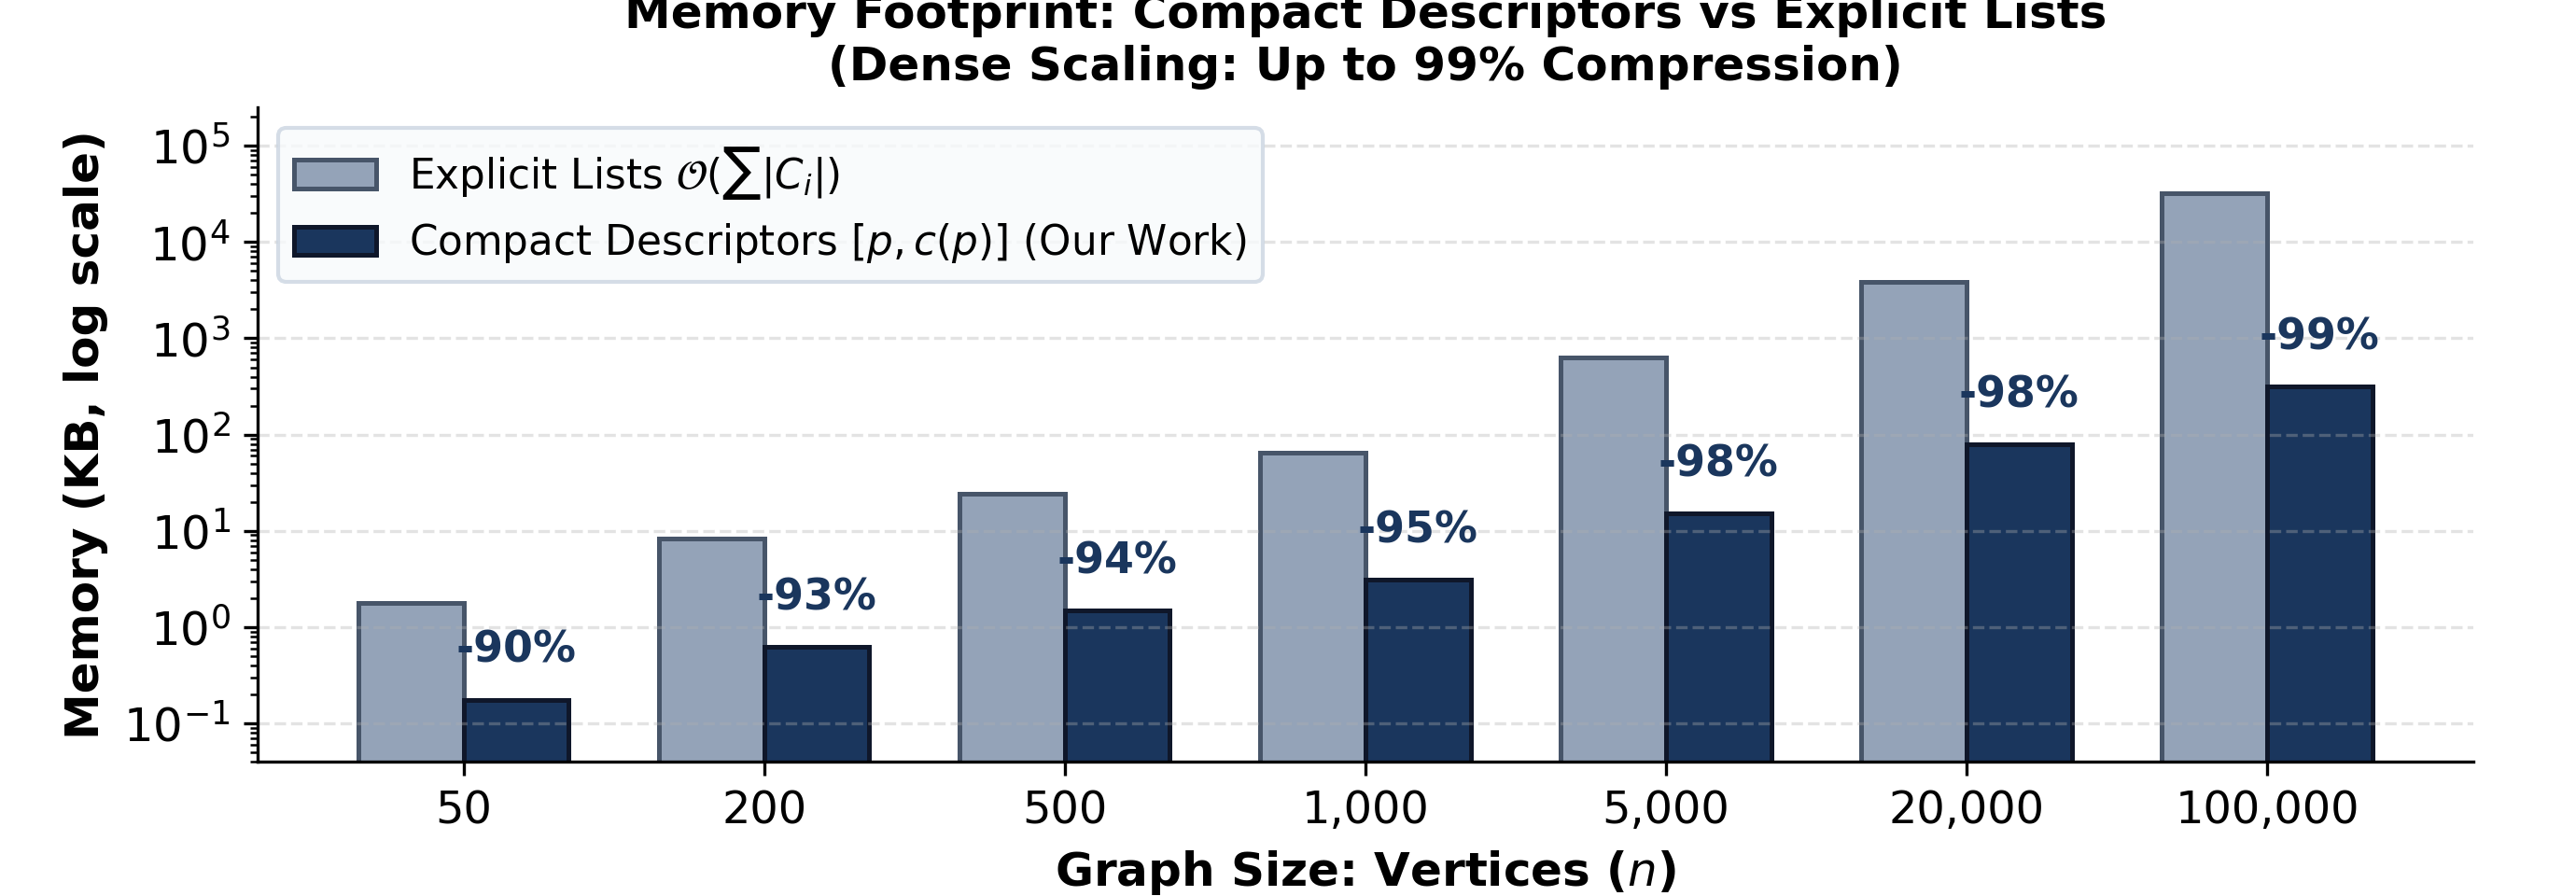 Memory Footprint: Compact Descriptors vs Explicit Lists
(Dense Scaling: Up to 99% Compression)
Memory (KB, log scale)
10⁵
10⁴
10³
10²
10¹
10⁰
10⁻¹
Explicit Lists 𝒪(∑|Cᵢ|)
Compact Descriptors [p, c(p)] (Our Work)
-90%
-93%
-94%
-95%
-98%
-98%
-99%
50 200 500 1,000 5,000 20,000 100,000
Graph Size: Vertices (n)